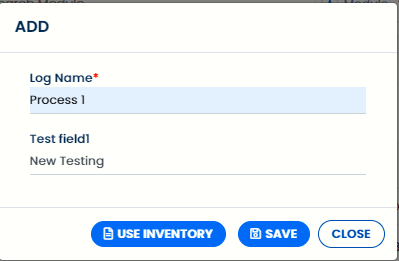 ADD
Log Name*
Process 1
Test field1
New Testing
USE INVENTORY SAVE CLOSE